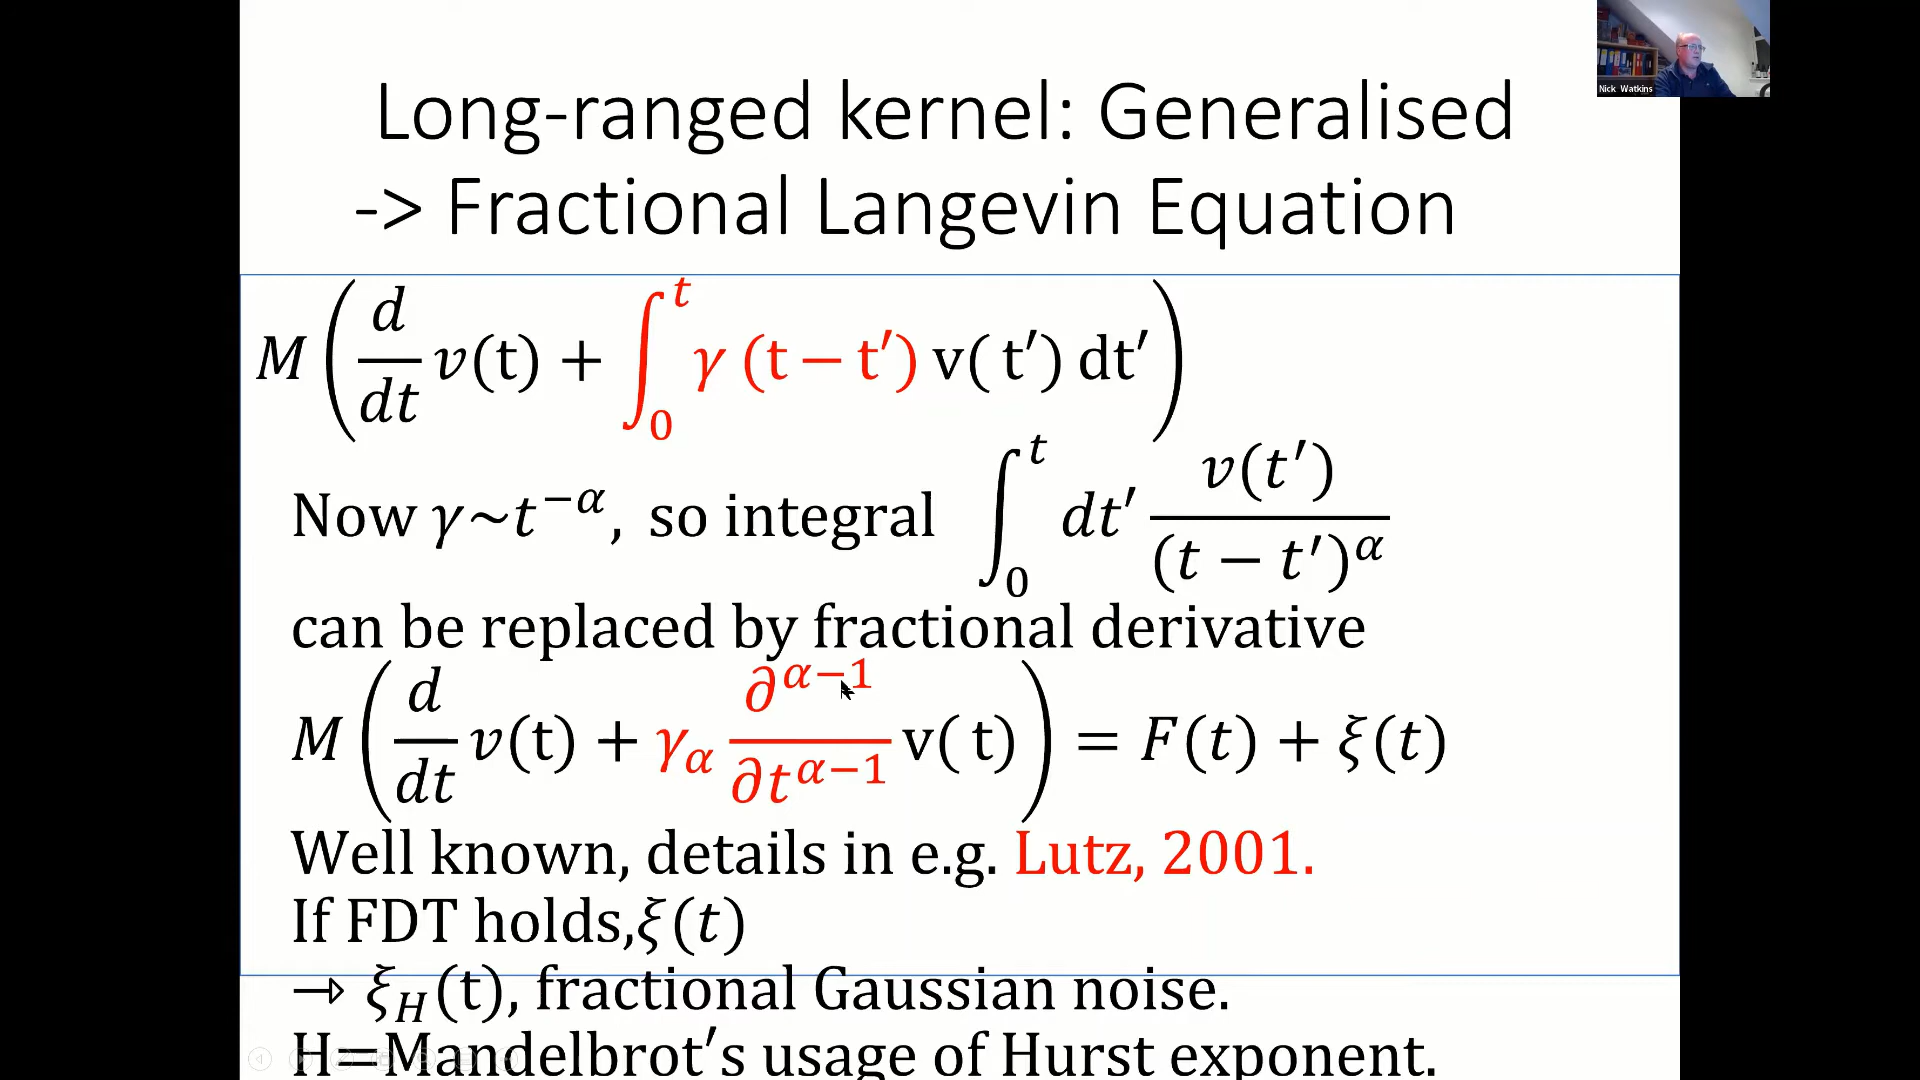 Nick Watkins
Long-ranged kernel: Generalised
-> Fractional Langevin Equation
M(d/dt v(t) + ∫₀ᵗ γ (t − t′) v( t′) dt′)
Now γ~t^{−α}, so integral ∫₀ᵗ dt′ v(t′)/(t − t′)^α
can be replaced by fractional derivative
M(d/dt v(t) + γ_α ∂^{α−1}/∂t^{α−1} v( t)) = F(t) + ξ(t)
Well known, details in e.g. Lutz, 2001.
If FDT holds,ξ(t)
→ ξ_H(t), fractional Gaussian noise.
H=Mandelbrot′s usage of Hurst exponent.